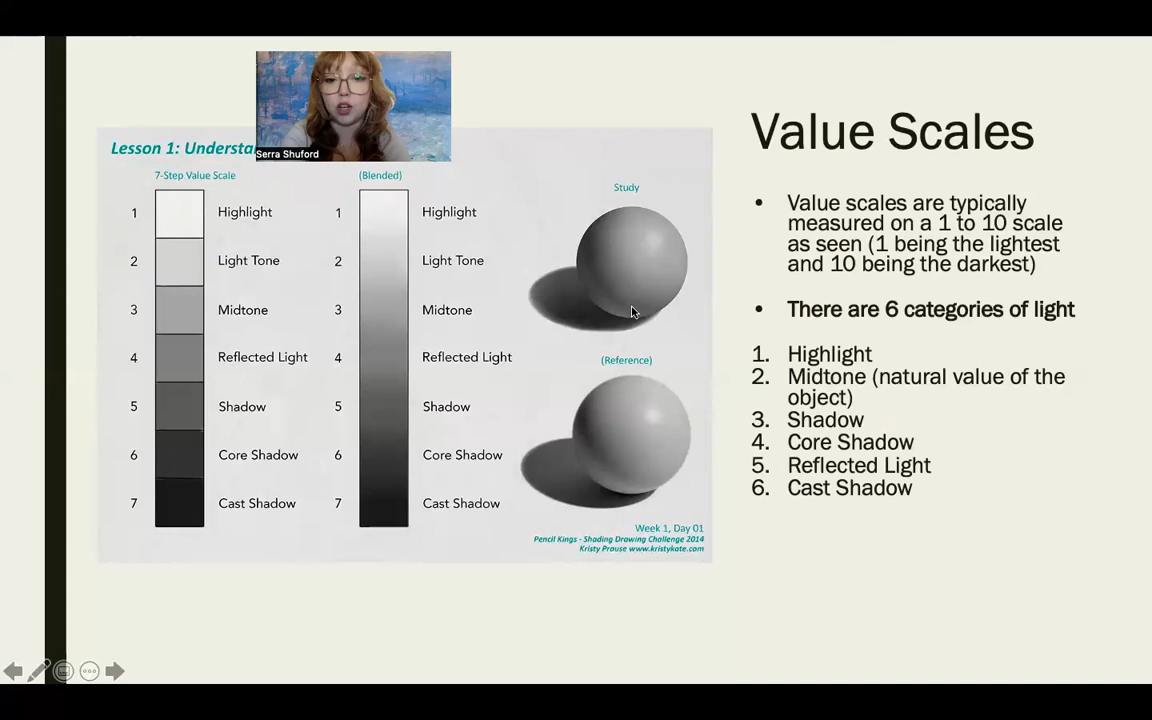 Lesson 1: Understa
Serra Shuford
7-Step Value Scale
(Blended)
1 Highlight
2 Light Tone
3 Midtone
4 Reflected Light
5 Shadow
6 Core Shadow
7 Cast Shadow
1 Highlight
2 Light Tone
3 Midtone
4 Reflected Light
5 Shadow
6 Core Shadow
7 Cast Shadow
Study
(Reference)
Week 1, Day 01
Pencil Kings - Shading Drawing Challenge 2014
Kristy Prouse www.kristykate.com
Value Scales
• Value scales are typically
measured on a 1 to 10 scale
as seen (1 being the lightest
and 10 being the darkest)
• There are 6 categories of light
1. Highlight
2. Midtone (natural value of the
object)
3. Shadow
4. Core Shadow
5. Reflected Light
6. Cast Shadow